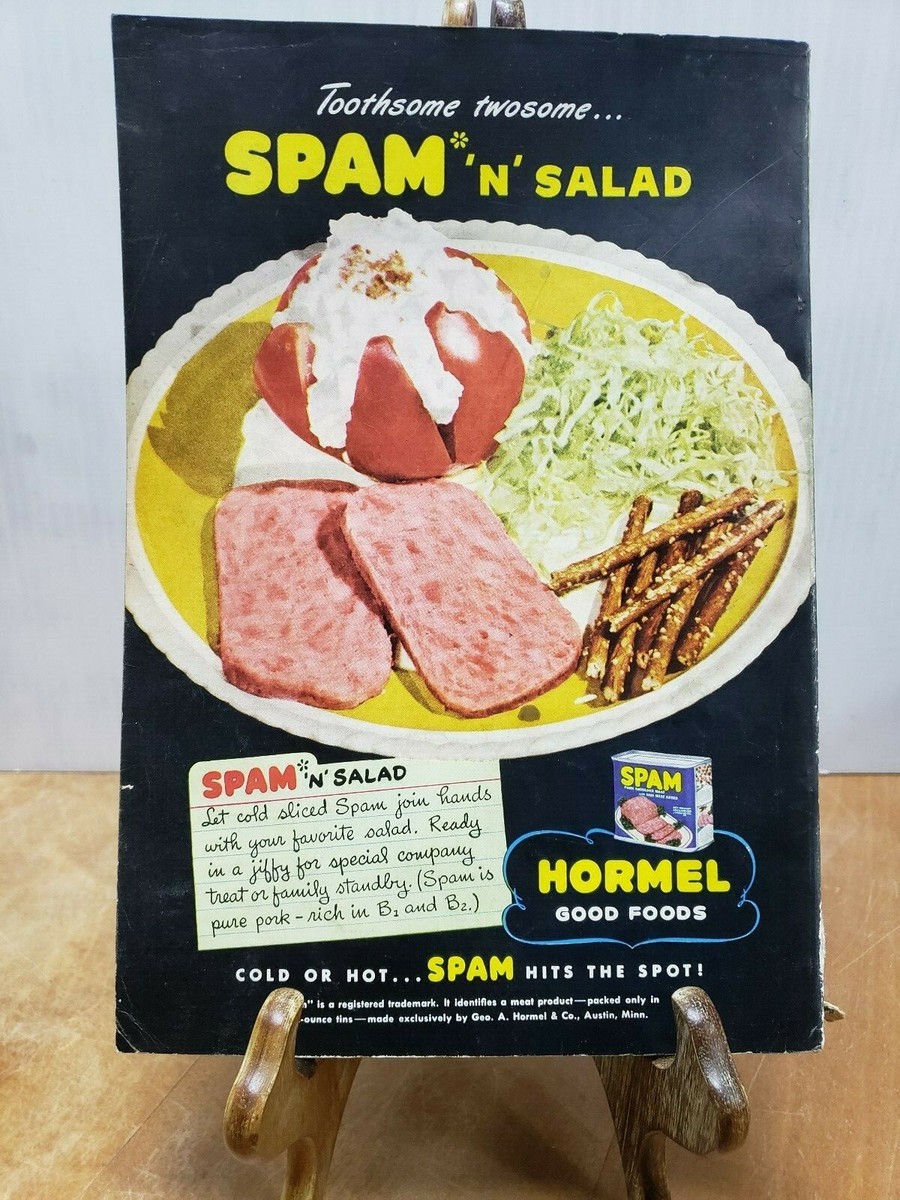 Toothsome twosome...
SPAM* 'N' SALAD
SPAM* 'N' SALAD
Let cold sliced Spam join hands
with your favorite salad. Ready
in a jiffy for special company
treat or family standby. (Spam is
pure pork - rich in B1 and B2.)
SPAM
HORMEL
GOOD FOODS
COLD OR HOT... SPAM HITS THE SPOT!
" is a registered trademark. It identifies a meat product—packed only in
-ounce tins—made exclusively by Geo. A. Hormel & Co., Austin, Minn.